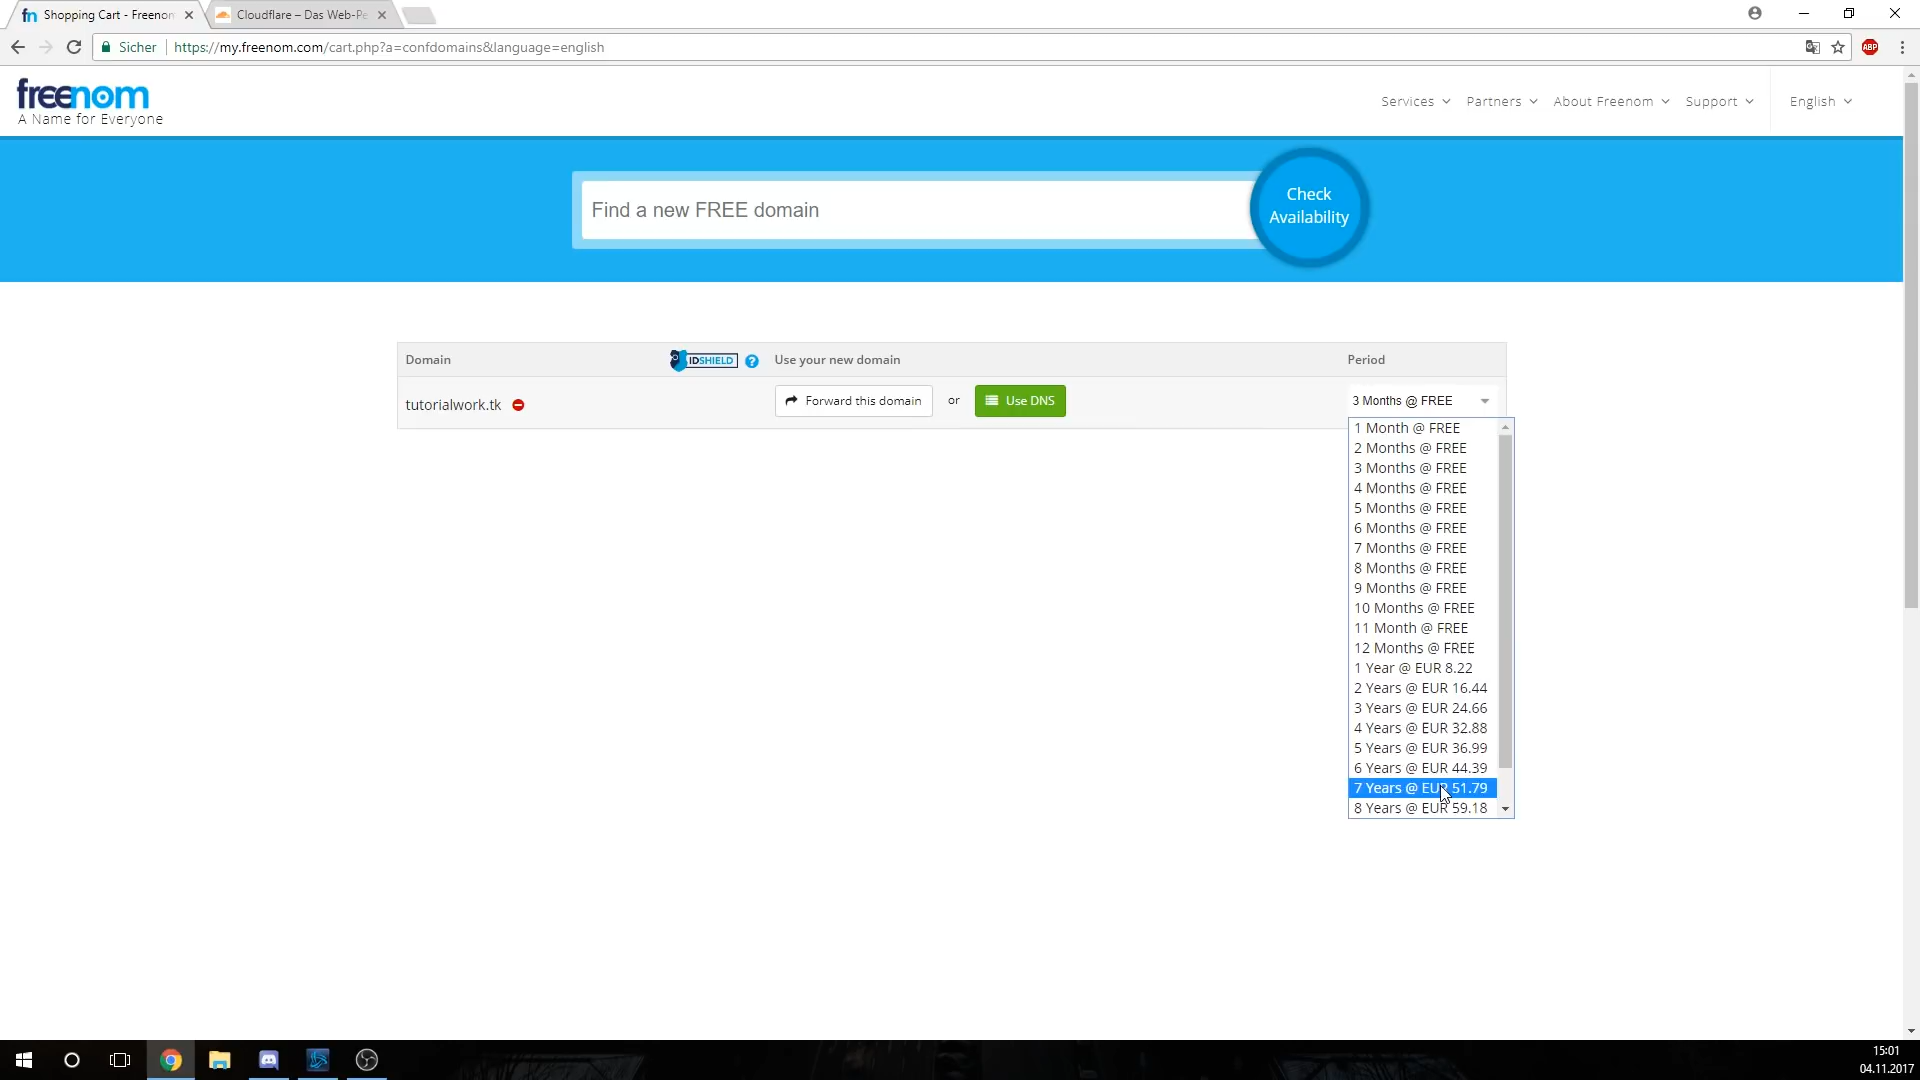 Shopping Cart - Freenom
Cloudflare – Das Web-Pe
Sicher
https://my.freenom.com/cart.php?a=confdomains&language=english
ABP
freenom
A Name for Everyone
Services
Partners
About Freenom
Support
English
Find a new FREE domain
Check
Availability
Domain
IDSHIELD
?
Use your new domain
Period
tutorialwork.tk
Forward this domain
or
Use DNS
3 Months @ FREE
1 Month @ FREE
2 Months @ FREE
3 Months @ FREE
4 Months @ FREE
5 Months @ FREE
6 Months @ FREE
7 Months @ FREE
8 Months @ FREE
9 Months @ FREE
10 Months @ FREE
11 Month @ FREE
12 Months @ FREE
1 Year @ EUR 8.22
2 Years @ EUR 16.44
3 Years @ EUR 24.66
4 Years @ EUR 32.88
5 Years @ EUR 36.99
6 Years @ EUR 44.39
7 Years @ EUR 51.79
8 Years @ EUR 59.18
15:01
04.11.2017